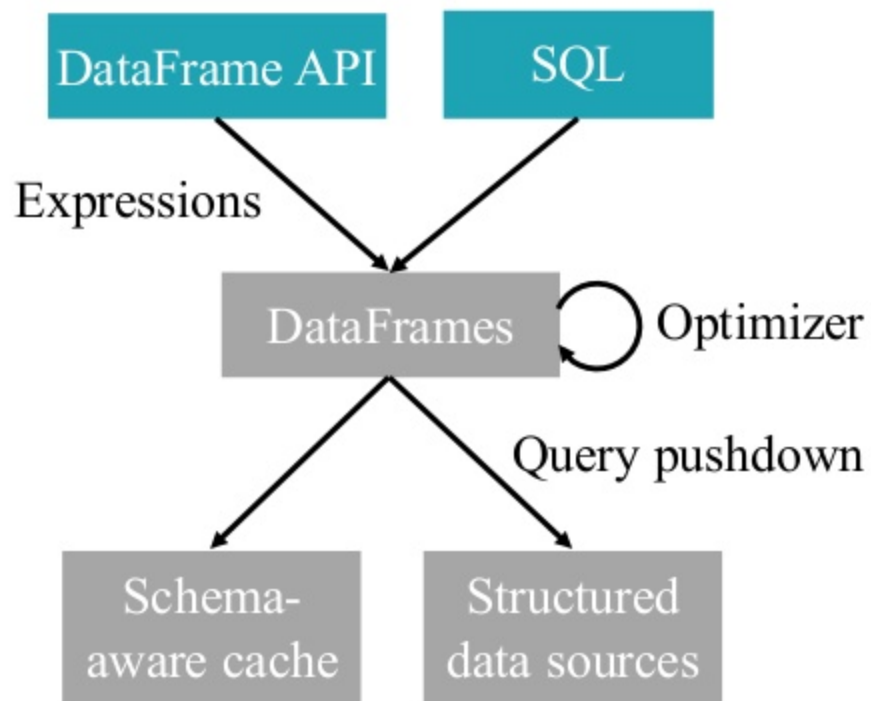 DataFrame API
SQL
Expressions
DataFrames
Optimizer
Query pushdown
Schema-
aware cache
Structured
data sources